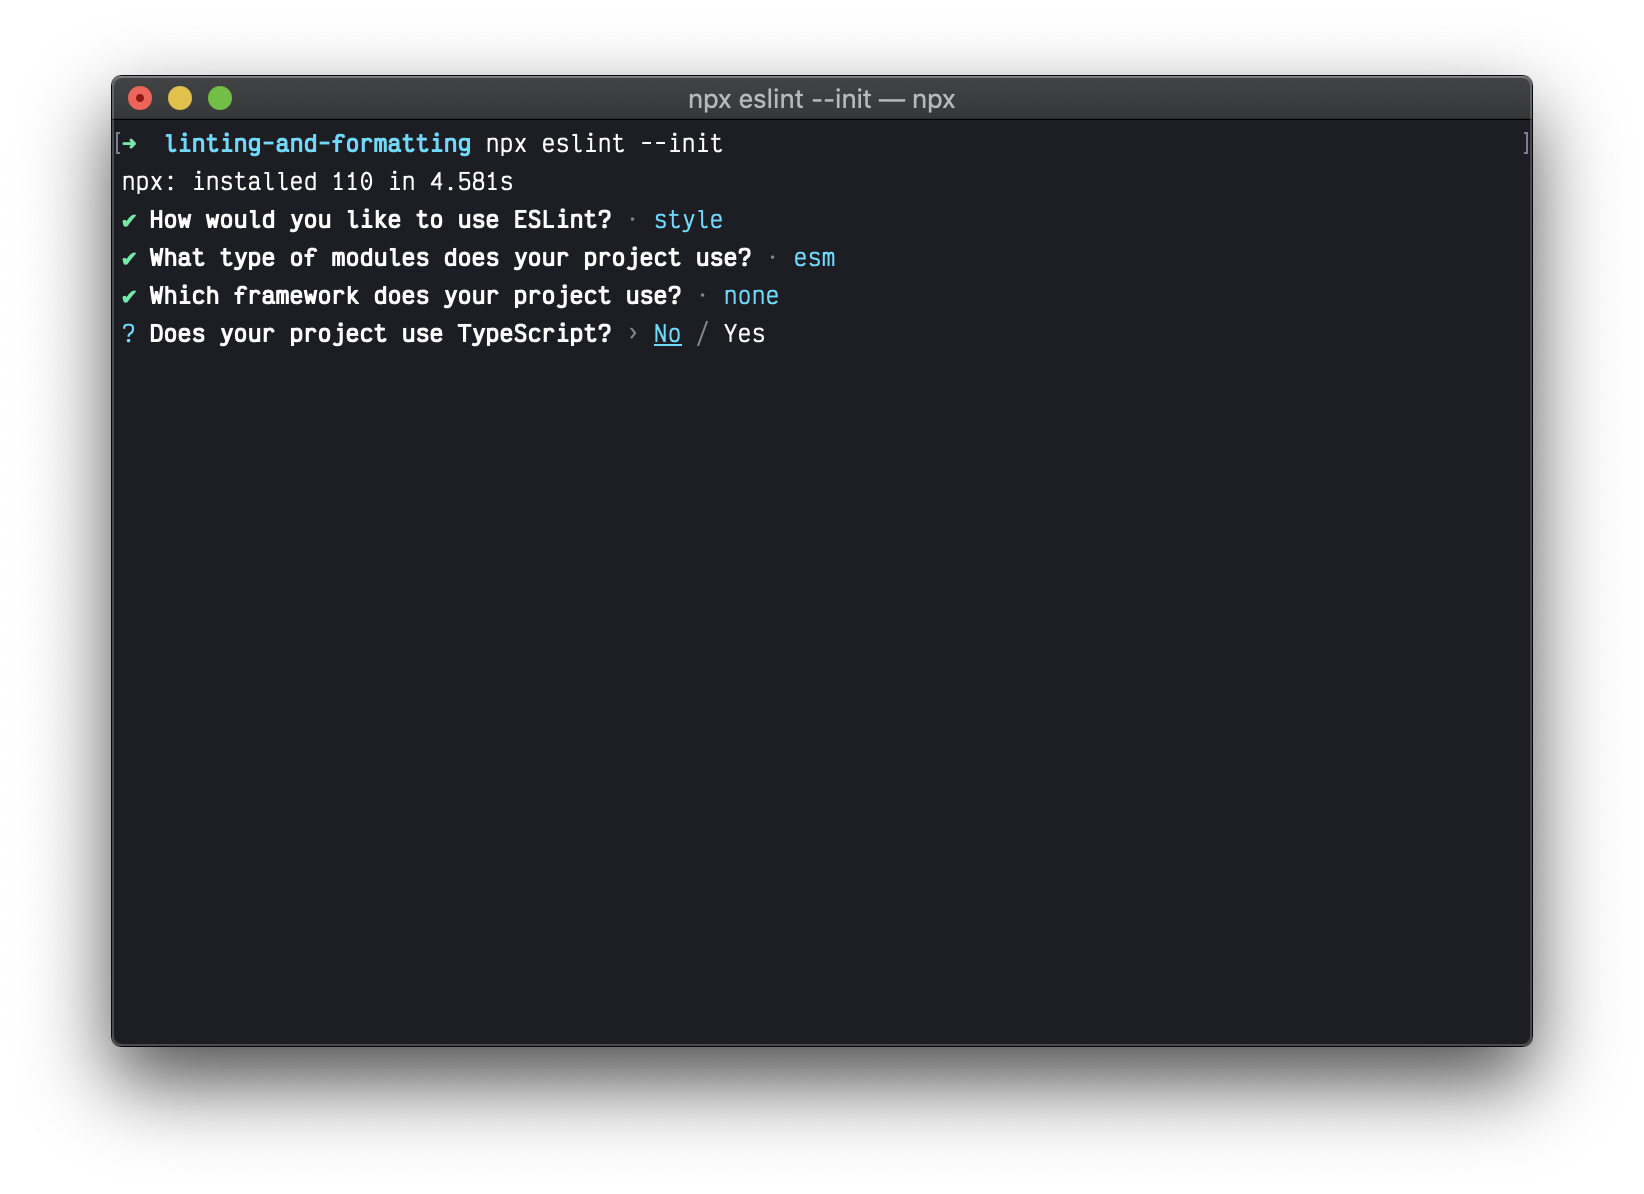 npx eslint --init — npx
[➜  linting-and-formatting npx eslint --init ]
npx: installed 110 in 4.581s
✔ How would you like to use ESLint? · style
✔ What type of modules does your project use? · esm
✔ Which framework does your project use? · none
? Does your project use TypeScript? › No / Yes